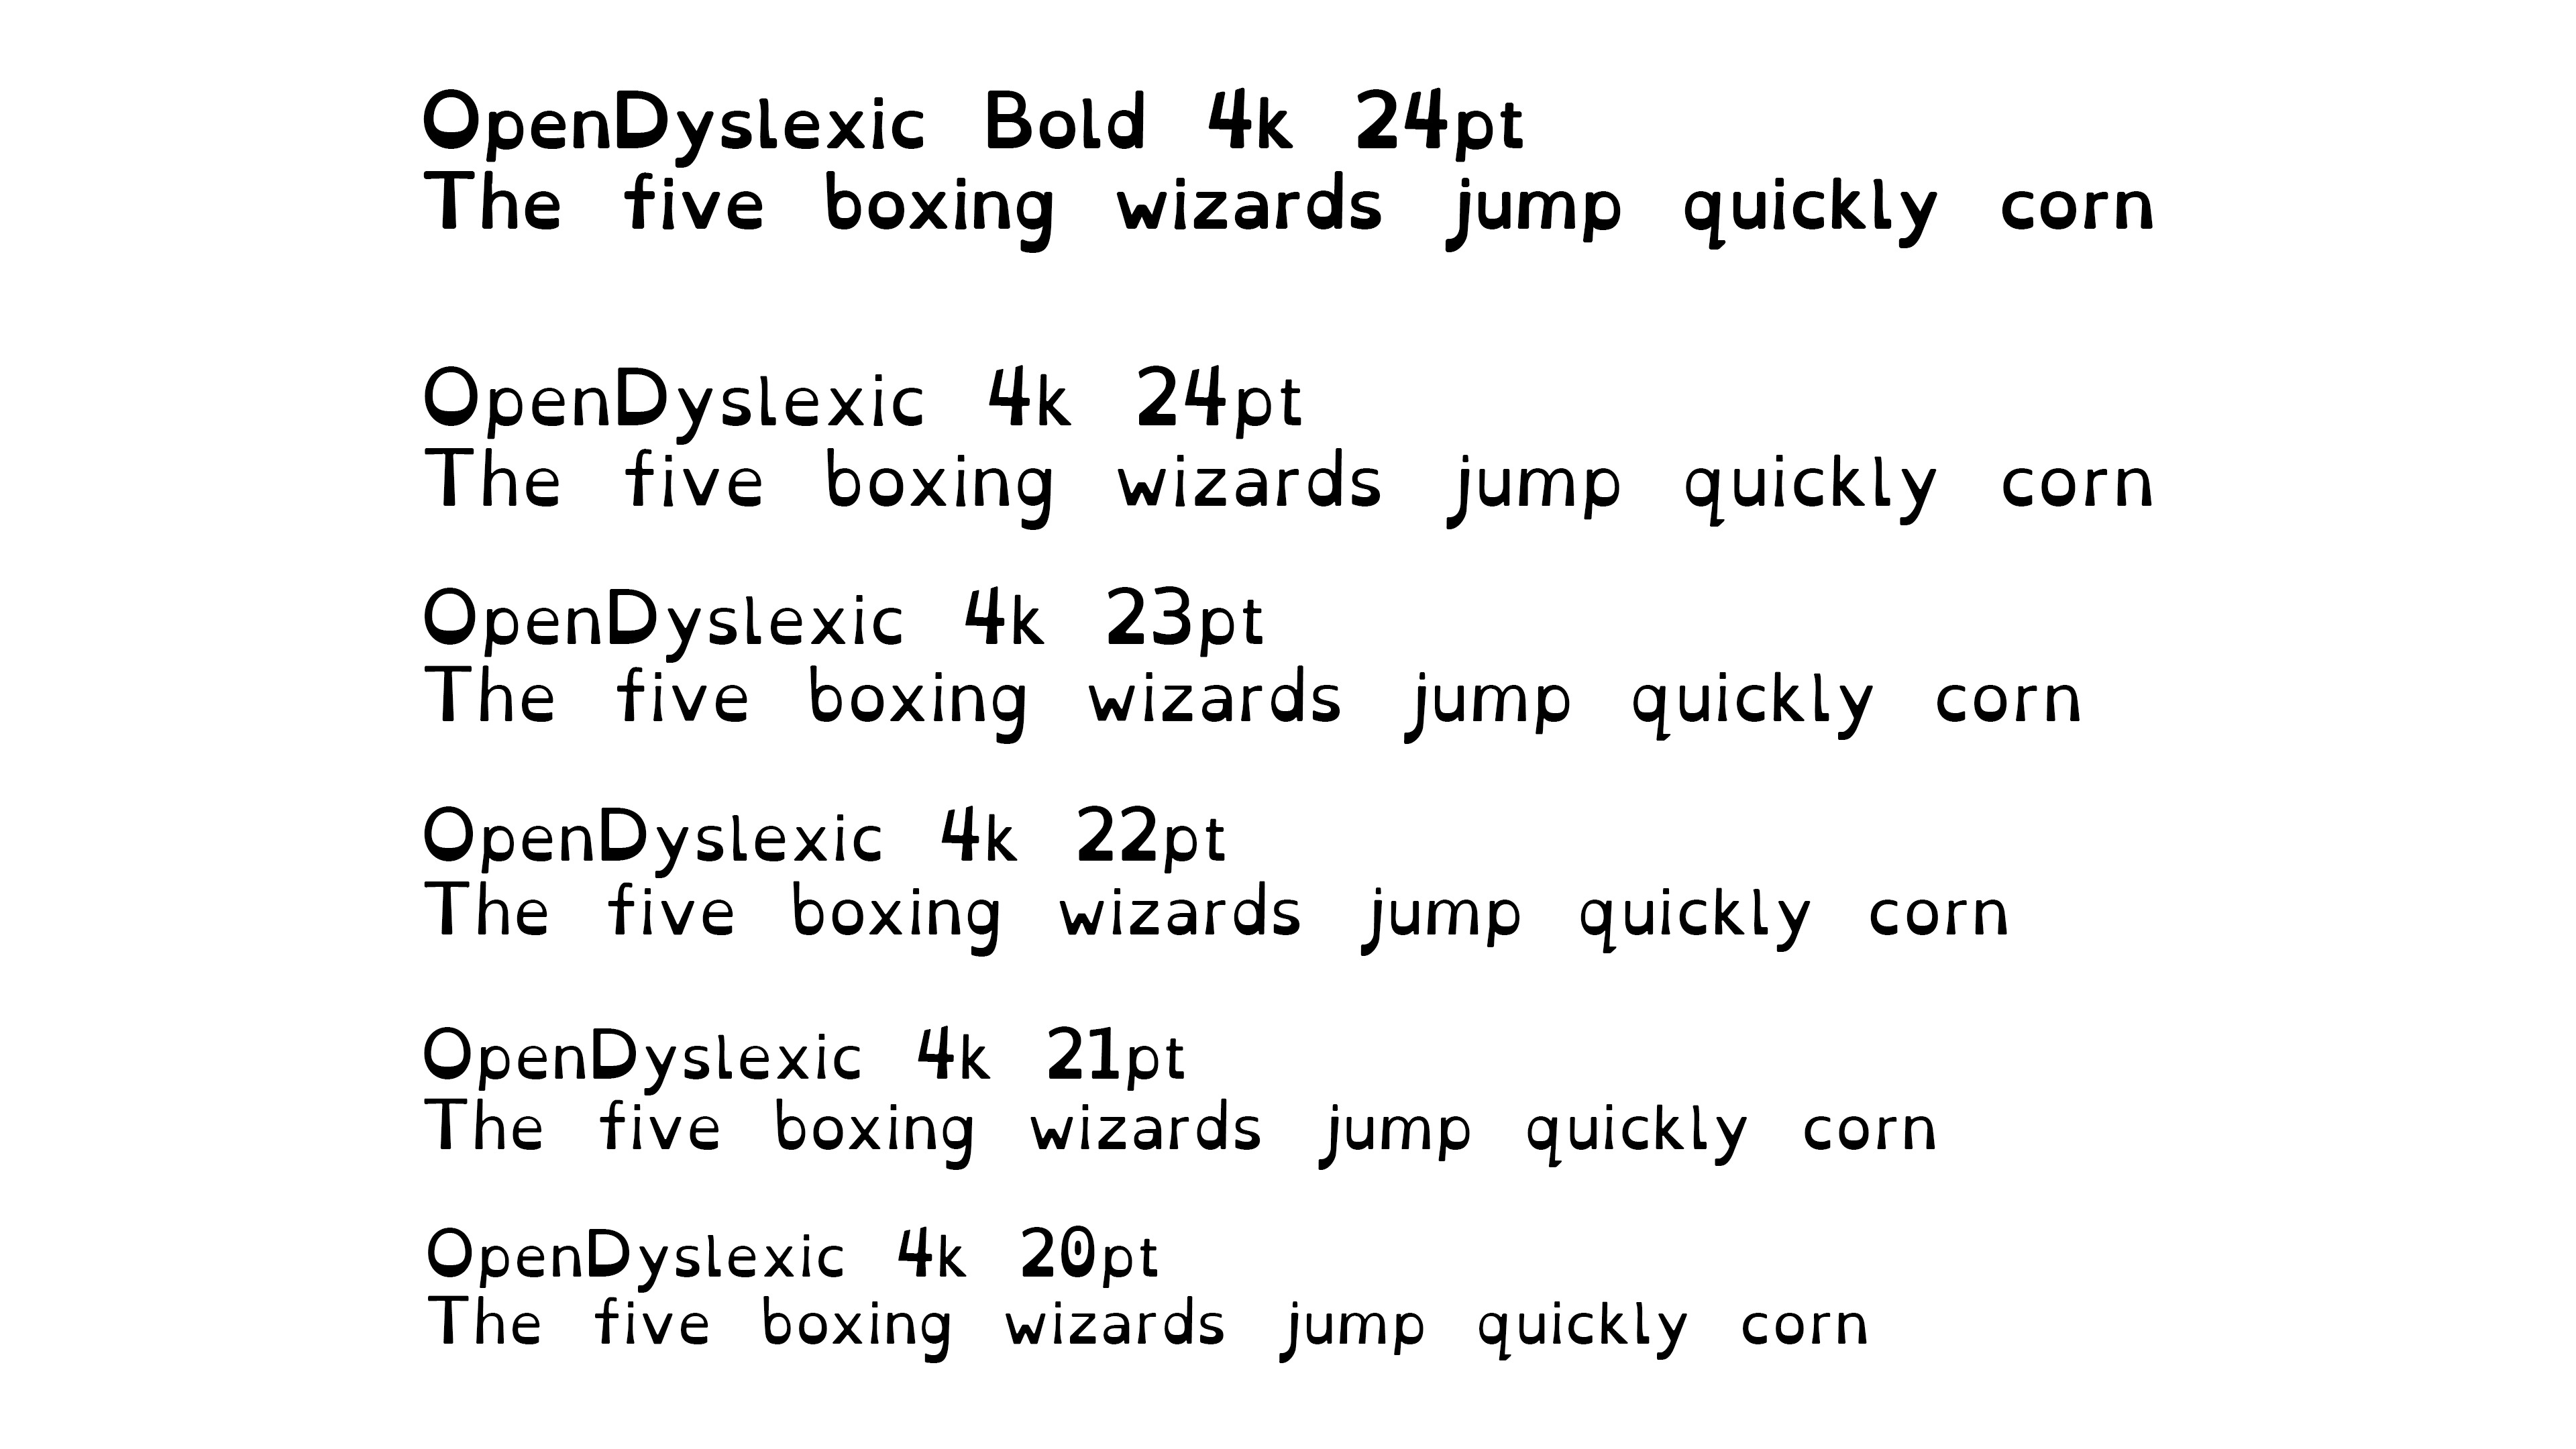 OpenDyslexic Bold 4k 24pt
The five boxing wizards jump quickly corn
OpenDyslexic 4k 24pt
The five boxing wizards jump quickly corn
OpenDyslexic 4k 23pt
The five boxing wizards jump quickly corn
OpenDyslexic 4k 22pt
The five boxing wizards jump quickly corn
OpenDyslexic 4k 21pt
The five boxing wizards jump quickly corn
OpenDyslexic 4k 20pt
The five boxing wizards jump quickly corn